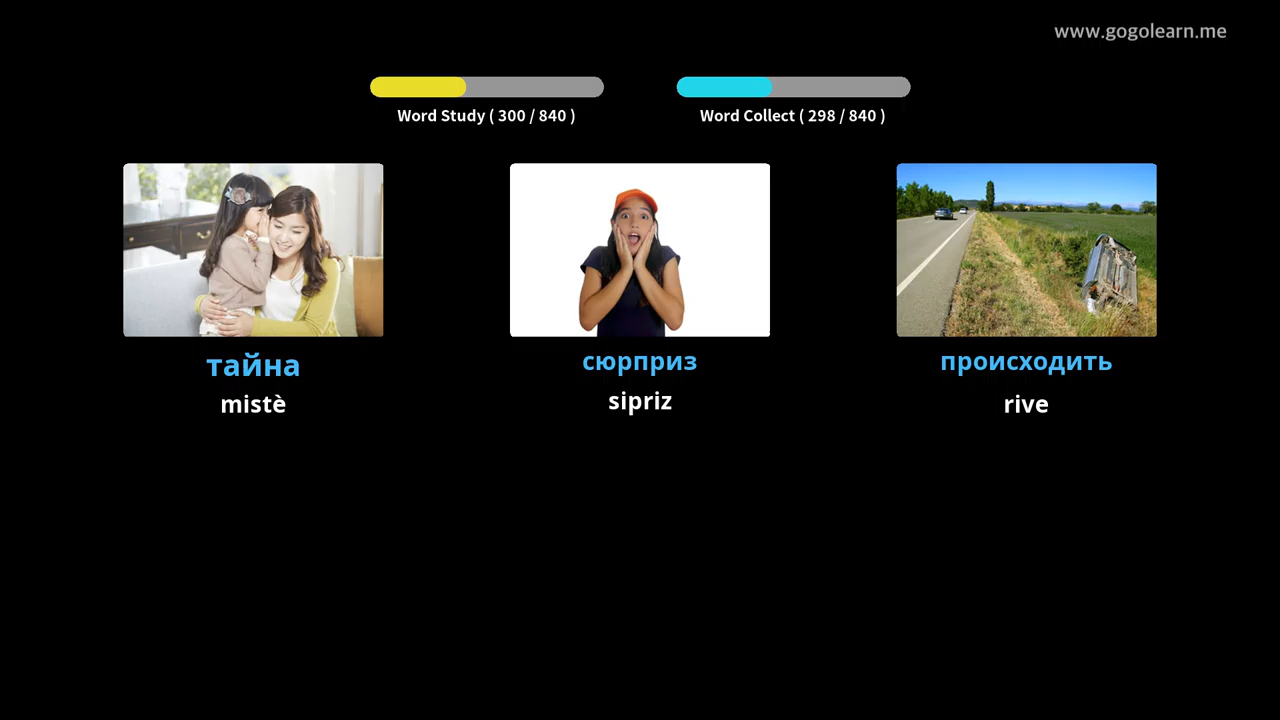 www.gogolearn.me
Word Study ( 300 / 840 )
Word Collect ( 298 / 840 )
тайна
mistè
сюрприз
sipriz
происходить
rive